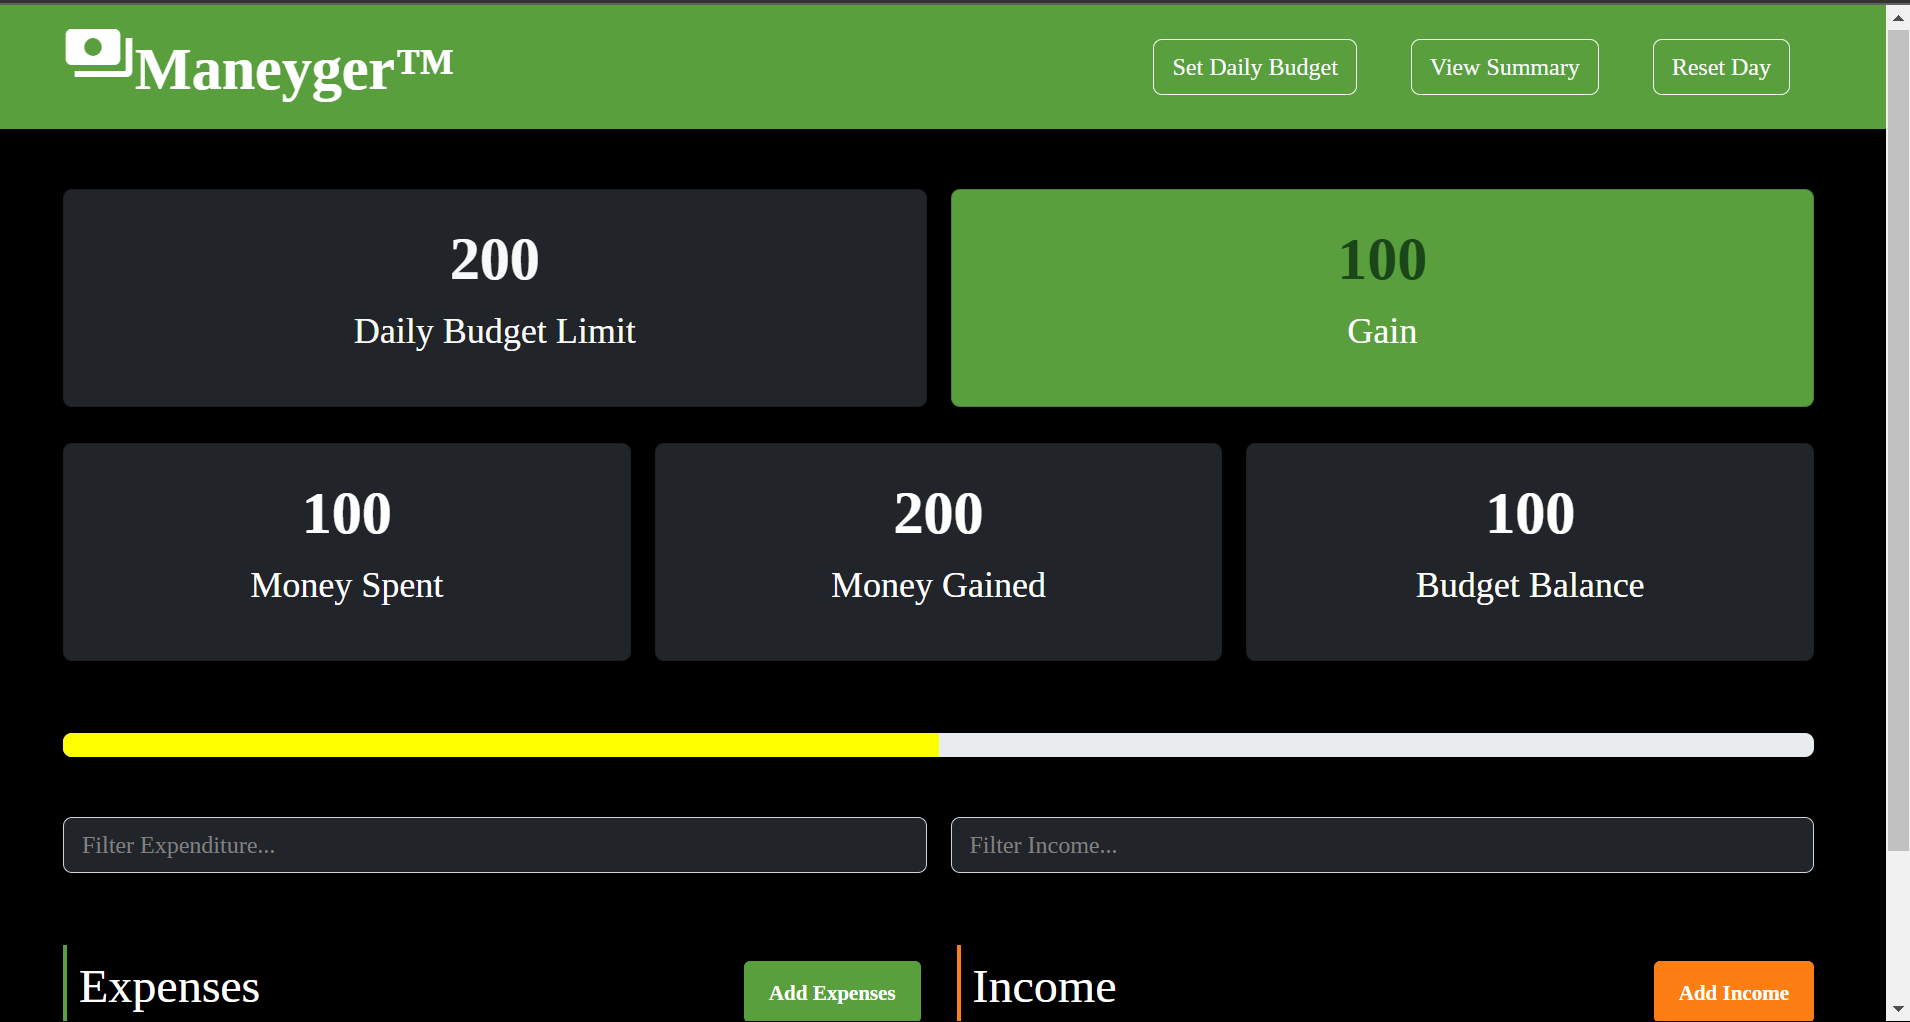 Maneyger™
Set Daily Budget
View Summary
Reset Day
200
Daily Budget Limit
100
Gain
100
Money Spent
200
Money Gained
100
Budget Balance
Filter Expenditure...
Filter Income...
Expenses
Add Expenses
Income
Add Income